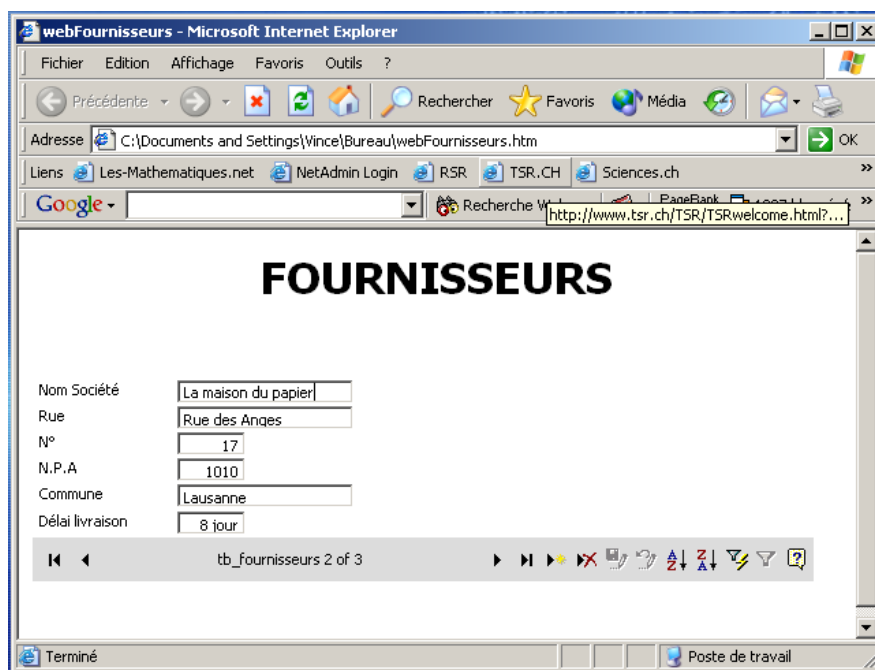 webFournisseurs - Microsoft Internet Explorer
Fichier Edition Affichage Favoris Outils ?
Précédente Rechercher Favoris Média
Adresse C:\Documents and Settings\Vince\Bureau\webFournisseurs.htm OK
Liens Les-Mathematiques.net NetAdmin Login RSR TSR.CH Sciences.ch »
Google Recherche »
http://www.tsr.ch/TSR/TSRwelcome.html?...
FOURNISSEURS
Nom Société La maison du papier
Rue Rue des Anges
N° 17
N.P.A 1010
Commune Lausanne
Délai livraison 8 jour
tb_fournisseurs 2 of 3
Terminé Poste de travail